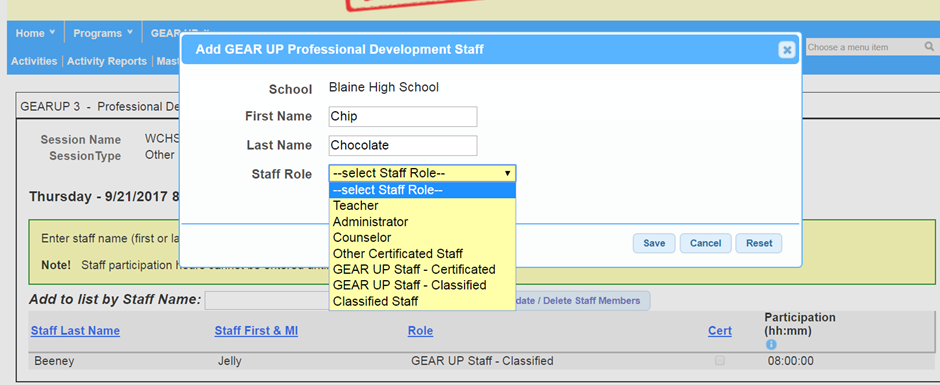 Home Programs GEAR UP
Choose a menu item
Activities | Activity Reports | Mast
Add GEAR UP Professional Development Staff
School Blaine High School
First Name Chip
Last Name Chocolate
Staff Role --select Staff Role--
--select Staff Role--
Teacher
Administrator
Counselor
Other Certificated Staff
GEAR UP Staff - Certificated
GEAR UP Staff - Classified
Classified Staff
Save Cancel Reset
GEARUP 3 - Professional De
Session Name WCHS
SessionType Other
Thursday - 9/21/2017 8
Enter staff name (first or la
Note! Staff participation hours cannot be entered unti
Add to list by Staff Name: date / Delete Staff Members
Staff Last Name Staff First & MI Role Cert Participation
(hh:mm)
Beeney Jelly GEAR UP Staff - Classified 08:00:00